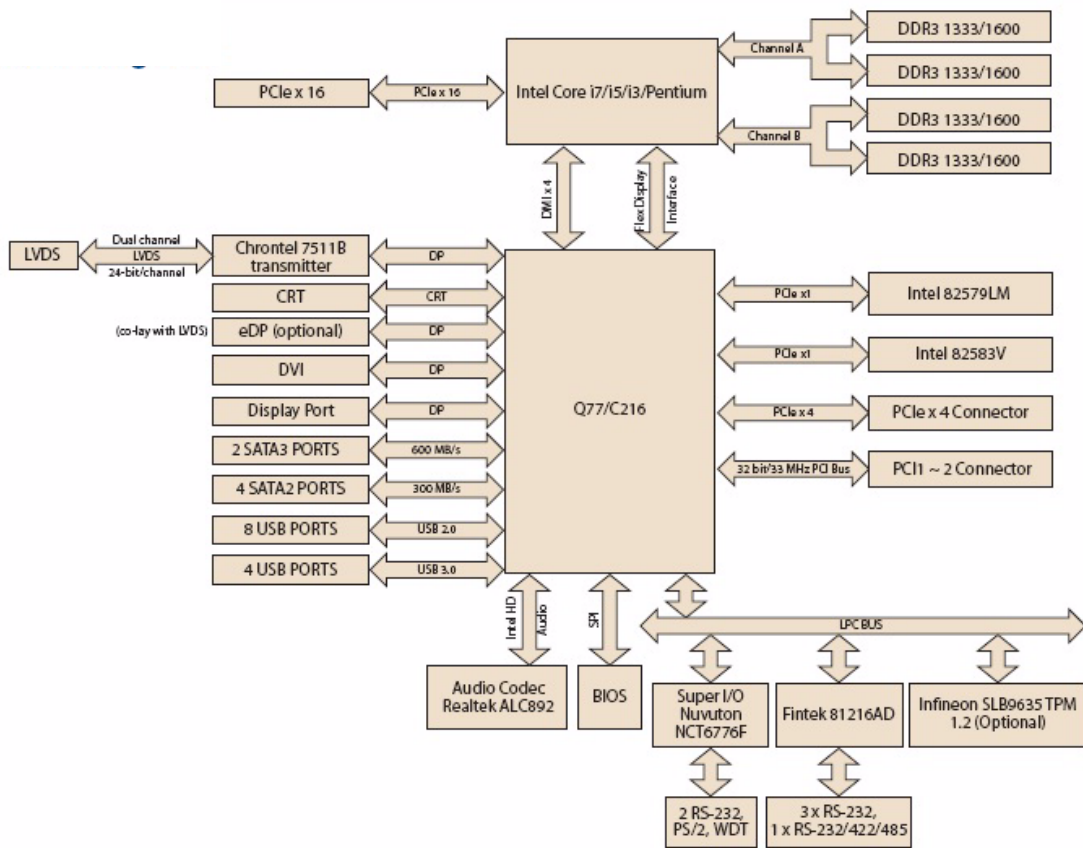 DDR3 1333/1600
Channel A
DDR3 1333/1600
PCIe x 16
PCIe x 16
Intel Core i7/i5/i3/Pentium
DDR3 1333/1600
Channel B
DDR3 1333/1600
DMI x 4
Flex Display
Interface
LVDS
Dual channel
LVDS
24-bit/channel
Chrontel 7511B
transmitter
DP
CRT
CRT
(co-lay with LVDS)
eDP (optional)
DP
DVI
DP
Display Port
DP
2 SATA3 PORTS
600 MB/s
4 SATA2 PORTS
300 MB/s
8 USB PORTS
USB 2.0
4 USB PORTS
USB 3.0
Q77/C216
PCIe x1
Intel 82579LM
PCIe x1
Intel 82583V
PCIe x 4
PCIe x 4 Connector
32 bit/33 MHz PCI Bus
PCI1 ~ 2 Connector
Intel HD
Audio
SPI
LPC BUS
Audio Codec
Realtek ALC892
BIOS
Super I/O
Nuvuton
NCT6776F
Fintek 81216AD
Infineon SLB9635 TPM
1.2 (Optional)
2 RS-232,
PS/2, WDT
3 x RS-232,
1 x RS-232/422/485